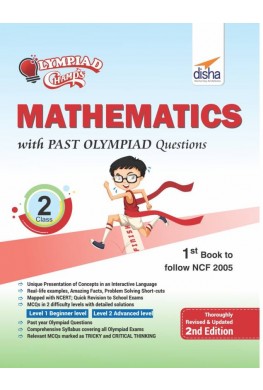 OLYMPIAD
CHAMPS
disha
MATHEMATICS
with PAST OLYMPIAD Questions
2
Class
1st Book to
follow NCF 2005
Unique Presentation of Concepts in an Interactive Language
Real-life examples, Amazing Facts, Problem Solving Short-cuts
Mapped with NCERT; Quick Revision to School Exams
MCQs in 2 difficulty levels with detailed solutions
Level 1 Beginner level Level 2 Advanced level
Past year Olympiad Questions
Comprehensive Syllabus covering all Olympiad Exams
Relevant MCQs marked as TRICKY and CRITICAL THINKING
Thoroughly
Revised & Updated
2nd Edition